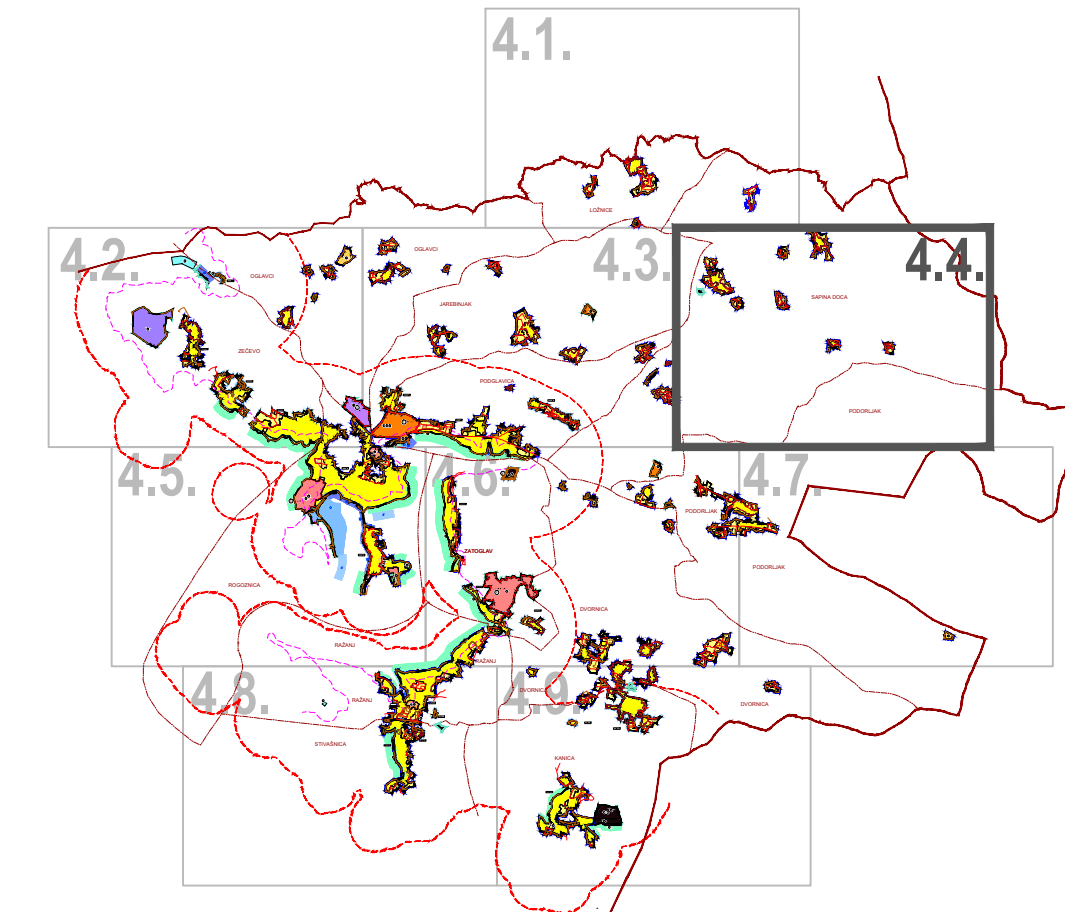 4.1.
LOŽNICE
4.2.
OGLAVCI
OGLAVCI
4.3.
4.4.
SAPINA DOCA
JAREBINJAK
ZEČEVO
PODGLAVICA
PODORLJAK
4.5.
4.6.
4.7.
PODORLJAK
ZATOGLAV
PODORLJAK
ROGOZNICA
DVORNICA
RAŽANJ
RAŽANJ
4.8.
RAŽANJ
4.9.
DVORNICA
DVORNICA
STIVAŠNICA
KANICA